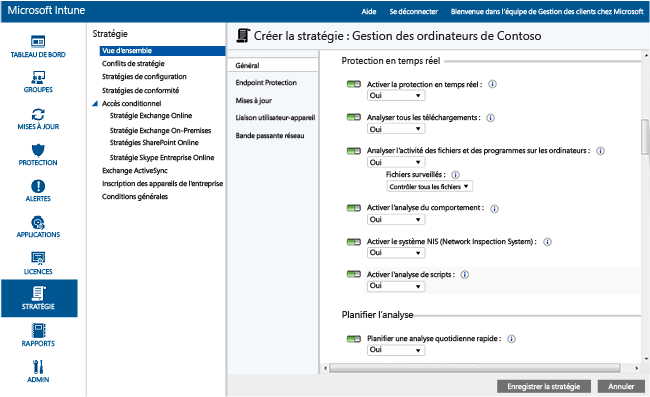 Microsoft Intune
Aide
Se déconnecter
Bienvenue dans l'équipe de Gestion des clients chez Microsoft
TABLEAU DE BORD
GROUPES
MISES À JOUR
PROTECTION
ALERTES
APPLICATIONS
LICENCES
STRATÉGIE
RAPPORTS
ADMIN
Stratégie
Vue d'ensemble
Conflits de stratégie
Stratégies de configuration
Stratégies de conformité
Accès conditionnel
Stratégie Exchange Online
Stratégie Exchange On-Premises
Stratégies SharePoint Online
Stratégie Skype Entreprise Online
Exchange ActiveSync
Inscription des appareils de l'entreprise
Conditions générales
Créer la stratégie : Gestion des ordinateurs de Contoso
Général
Endpoint Protection
Mises à jour
Liaison utilisateur-appareil
Bande passante réseau
Protection en temps réel
Activer la protection en temps réel :
Oui
Analyser tous les téléchargements :
Oui
Analyser l'activité des fichiers et des programmes sur les ordinateurs :
Oui
Fichiers surveillés :
Contrôler tous les fichiers
Activer l'analyse du comportement :
Oui
Activer le système NIS (Network Inspection System) :
Oui
Activer l'analyse de scripts :
Oui
Planifier l'analyse
Planifier une analyse quotidienne rapide :
Oui
Enregistrer la stratégie
Annuler